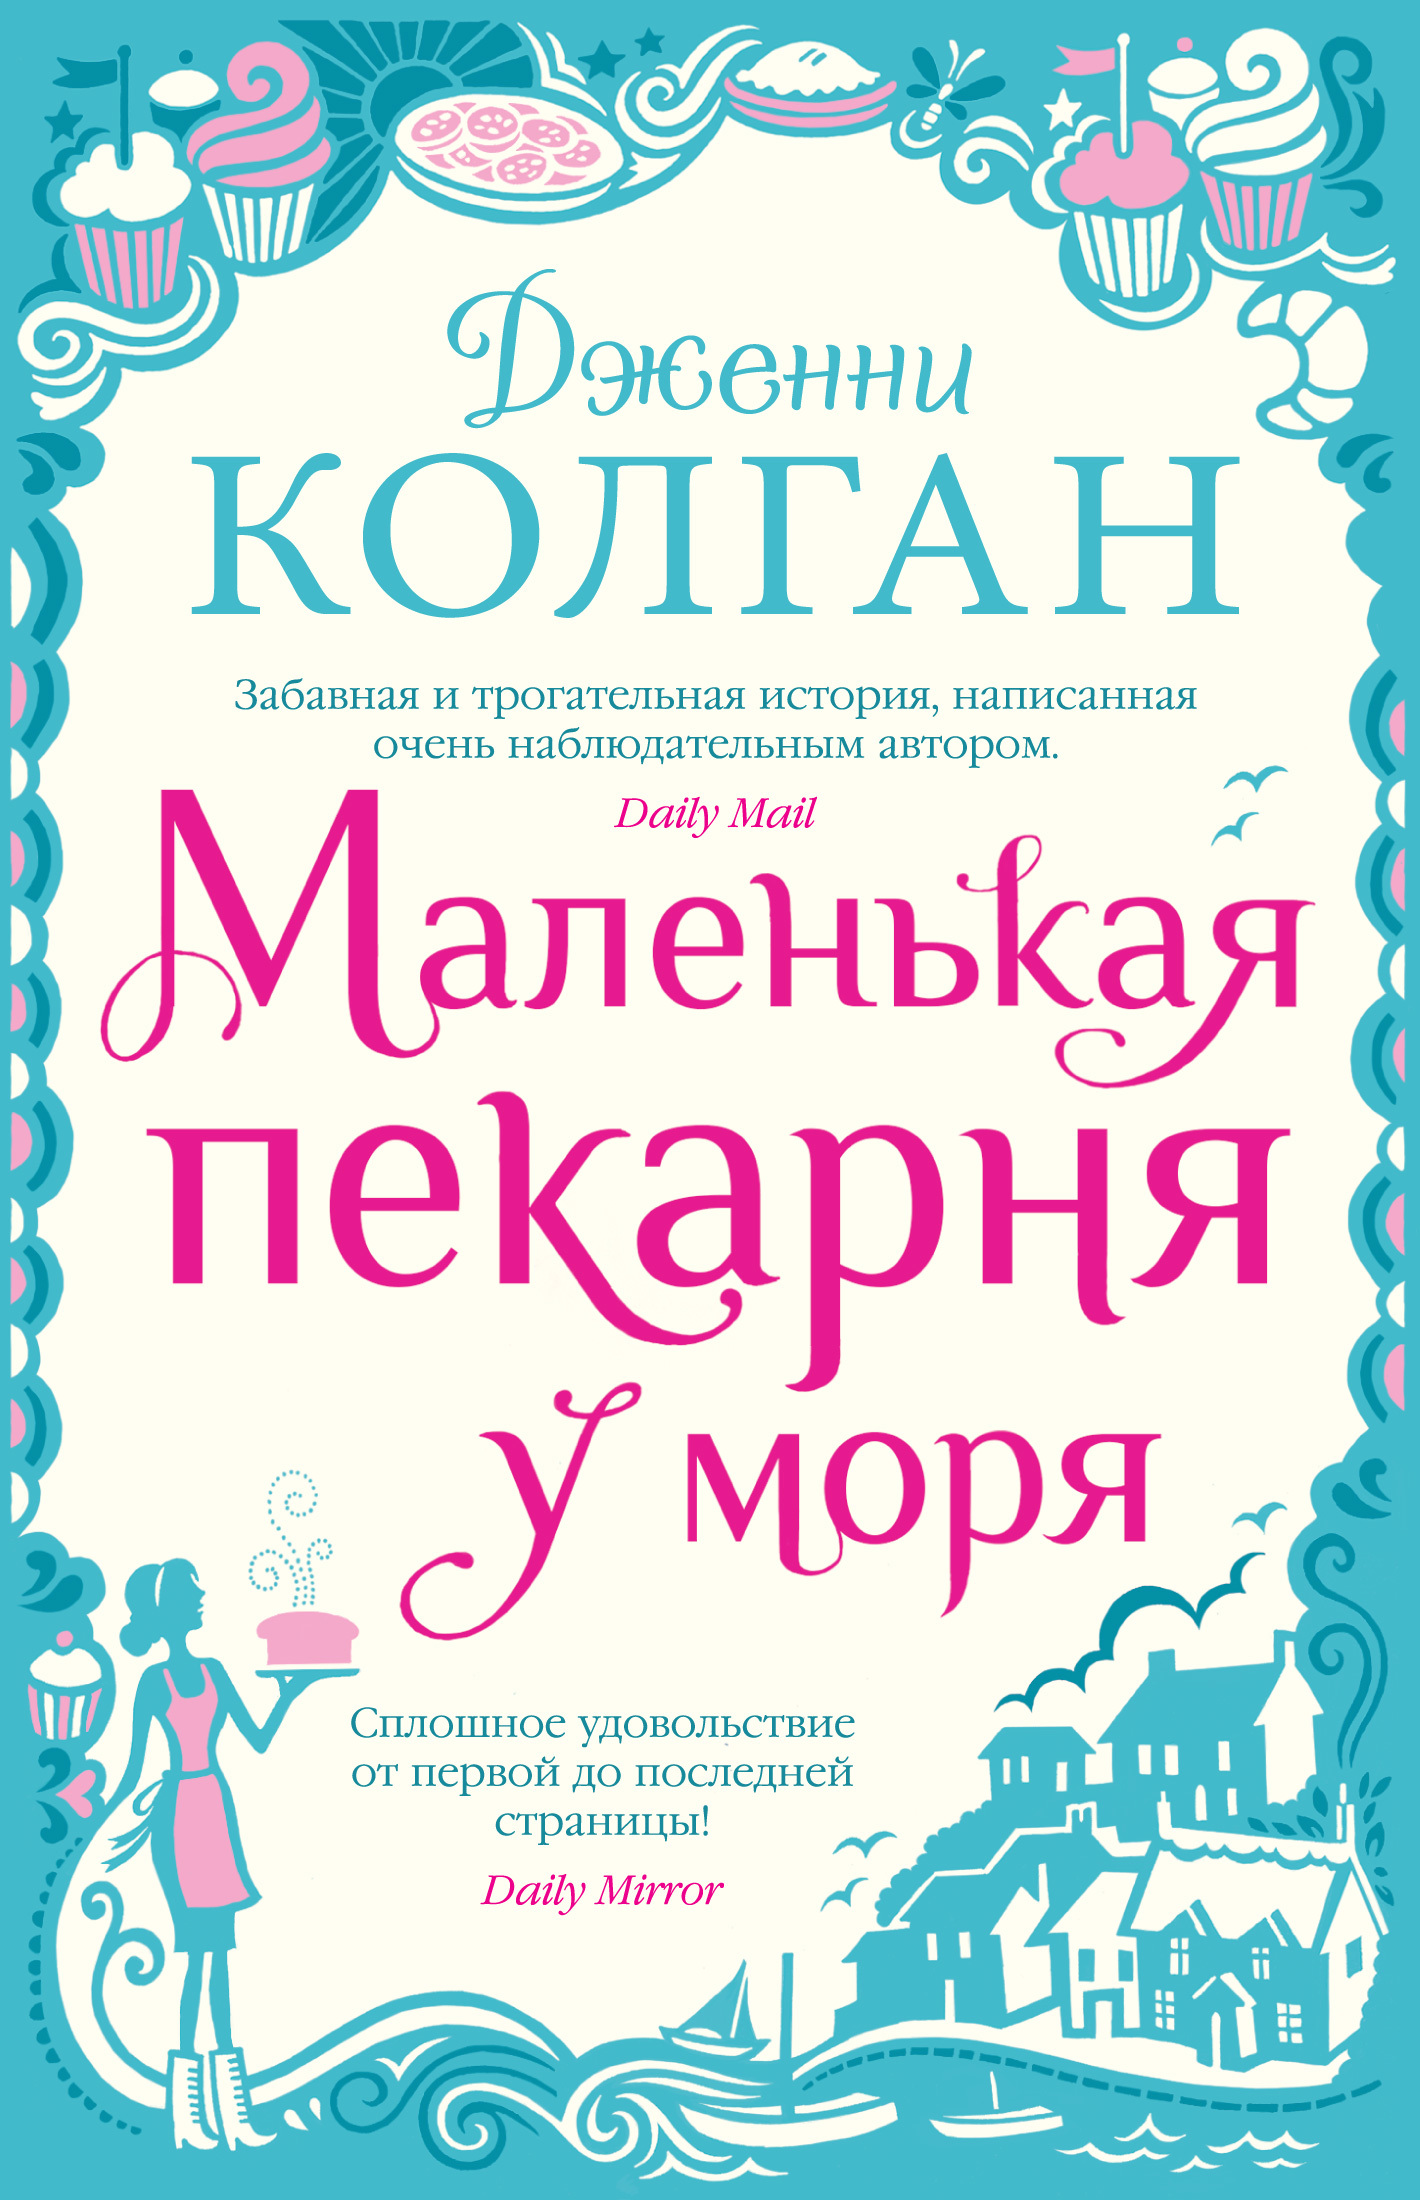 Дженни
КОЛГАН
Забавная и трогательная история, написанная
очень наблюдательным автором.
Daily Mail
Маленькая
пекарня
у моря
Сплошное удовольствие
от первой до последней
страницы!
Daily Mirror